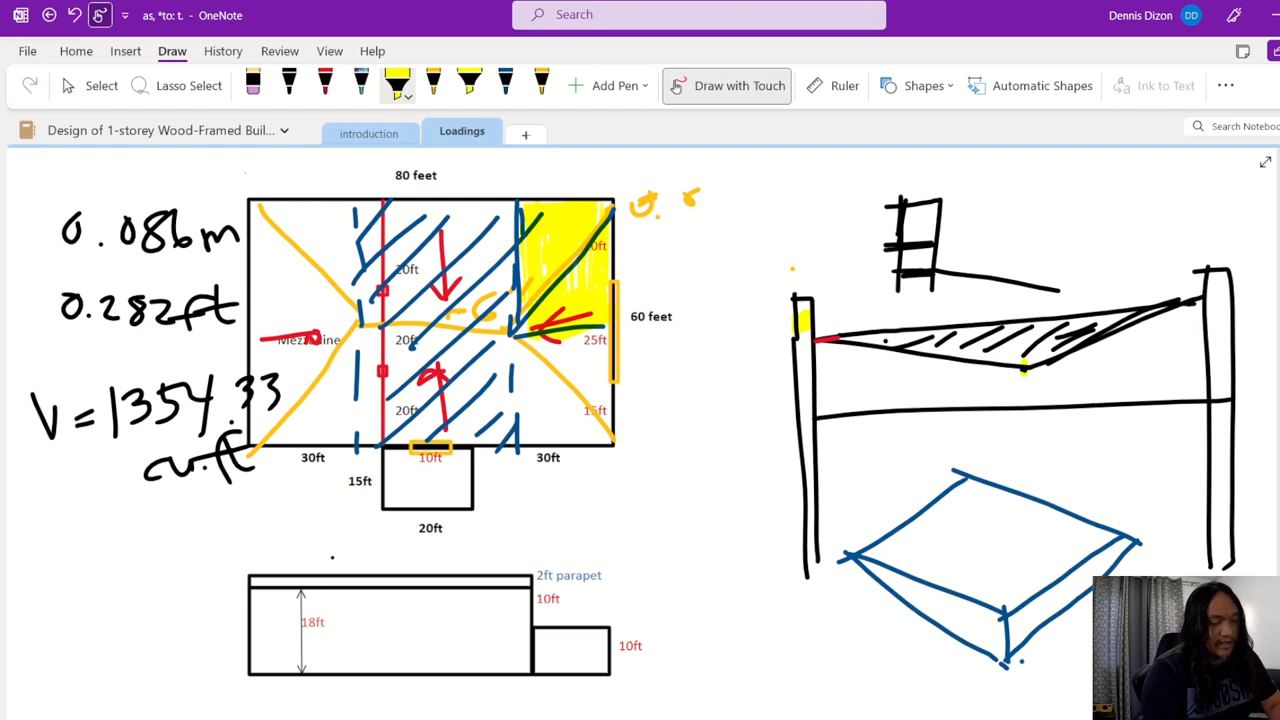 as, *to: t. - OneNote
Search
Dennis Dizon
DD
File
Home
Insert
Draw
History
Review
View
Help
Select
Lasso Select
Add Pen
Draw with Touch
Ruler
Shapes
Automatic Shapes
Ink to Text
Design of 1-storey Wood-Framed Buil...
introduction
Loadings
Search Notebo
80 feet
0.086m
0.282ft
V = 1354.33
cu.ft
20ft
20ft
20ft
Mezzanine
25ft
15ft
60 feet
30ft
10ft
30ft
15ft
20ft
2ft parapet
10ft
18ft
10ft